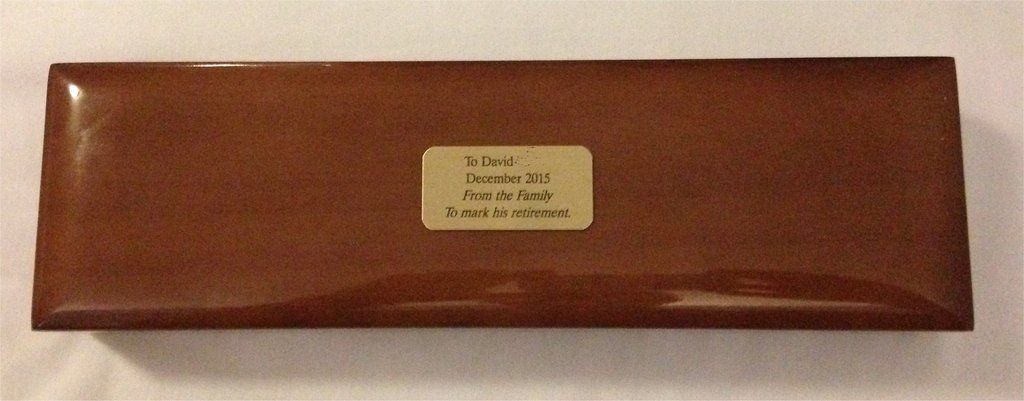 To David
December 2015
From the Family
To mark his retirement.